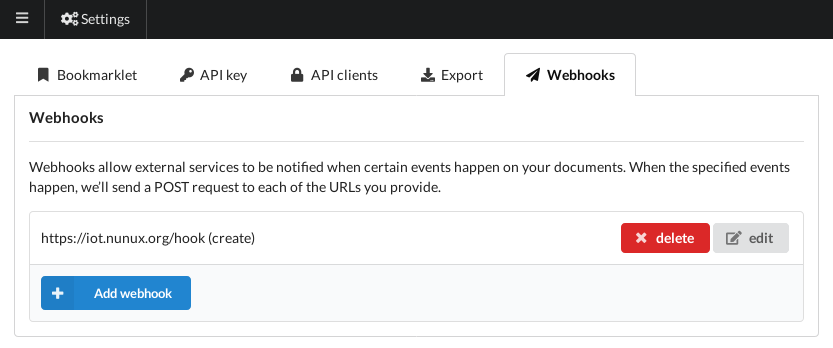 Settings
Bookmarklet
API key
API clients
Export
Webhooks
Webhooks
Webhooks allow external services to be notified when certain events happen on your documents. When the specified events
happen, we'll send a POST request to each of the URLs you provide.
https://iot.nunux.org/hook (create)
delete
edit
Add webhook